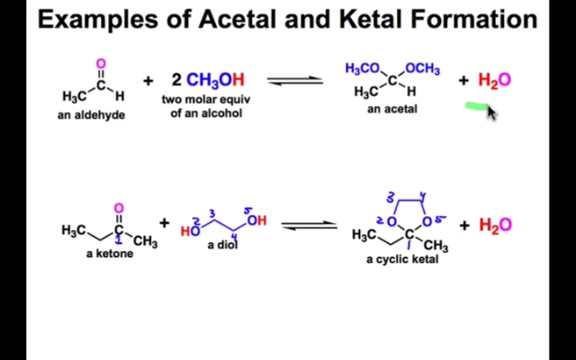 Examples of Acetal and Ketal Formation
O
H₃C C H + 2 CH₃OH ⇌ H₃CO OCH₃ H₃C C H + H₂O
an aldehyde
two molar equiv
of an alcohol
an acetal
O
H₃C C CH₃ + HO OH ⇌ O O H₃C C CH₃ + H₂O
1
2 3 4 5
1 2 3 4 5
a ketone
a diol
a cyclic ketal